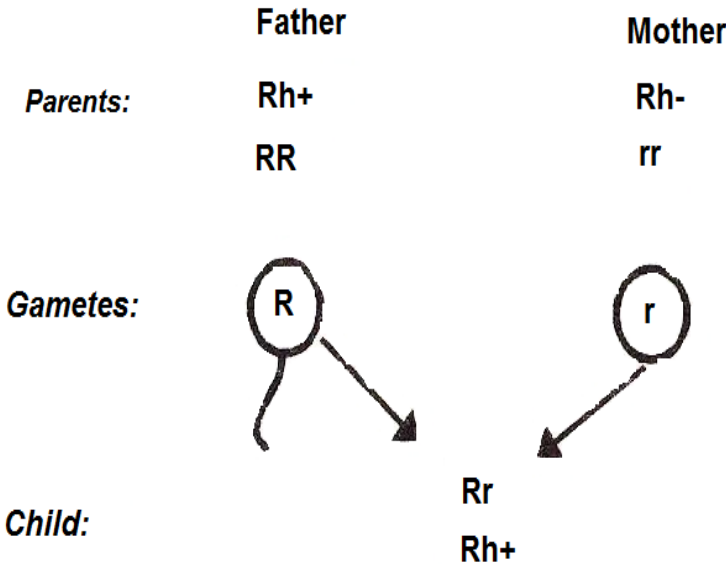 Father Mother
Parents: Rh+ Rh-
RR rr
Gametes: R r
Rr
Child:
Rh+